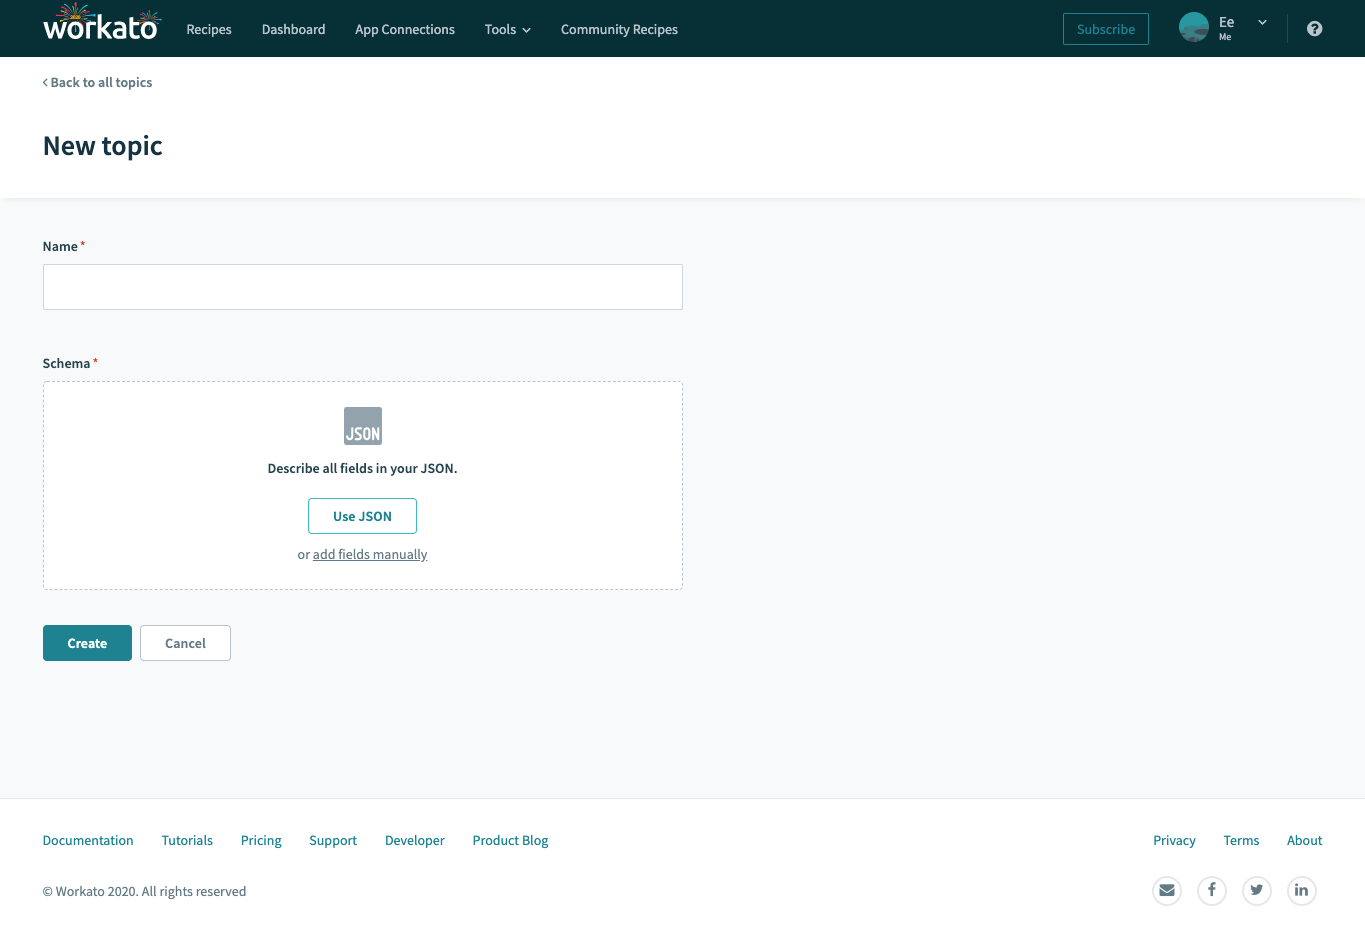 workato Recipes Dashboard App Connections Tools Community Recipes Subscribe Ee
Me
Back to all topics
New topic
Name *
Schema *
JSON
Describe all fields in your JSON.
Use JSON
or add fields manually
Create Cancel
Documentation Tutorials Pricing Support Developer Product Blog Privacy Terms About
© Workato 2020. All rights reserved